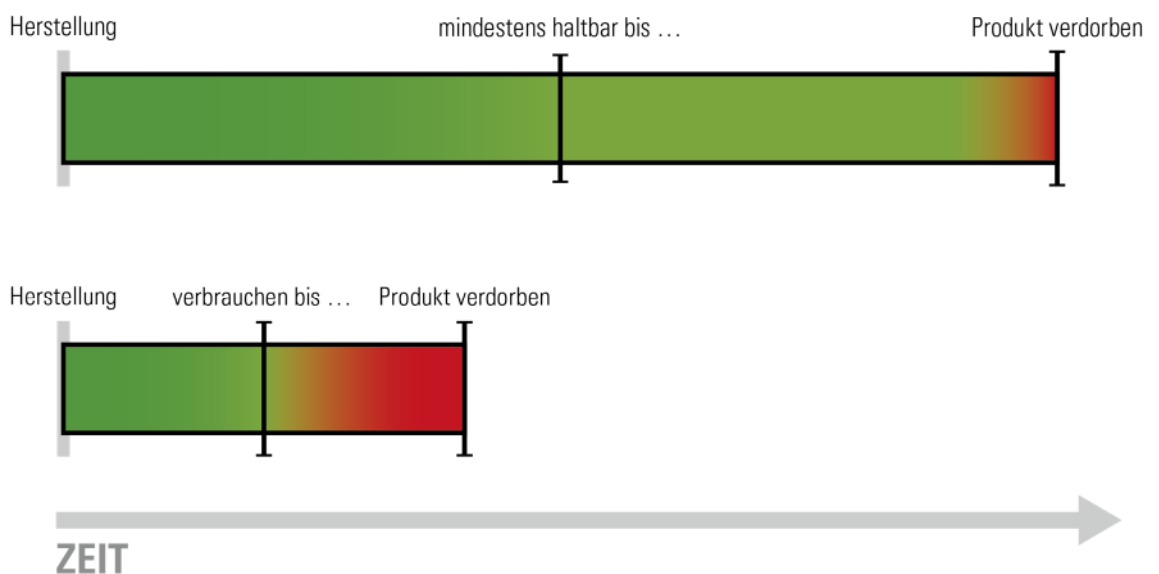 Herstellung mindestens haltbar bis … Produkt verdorben
Herstellung verbrauchen bis … Produkt verdorben
ZEIT